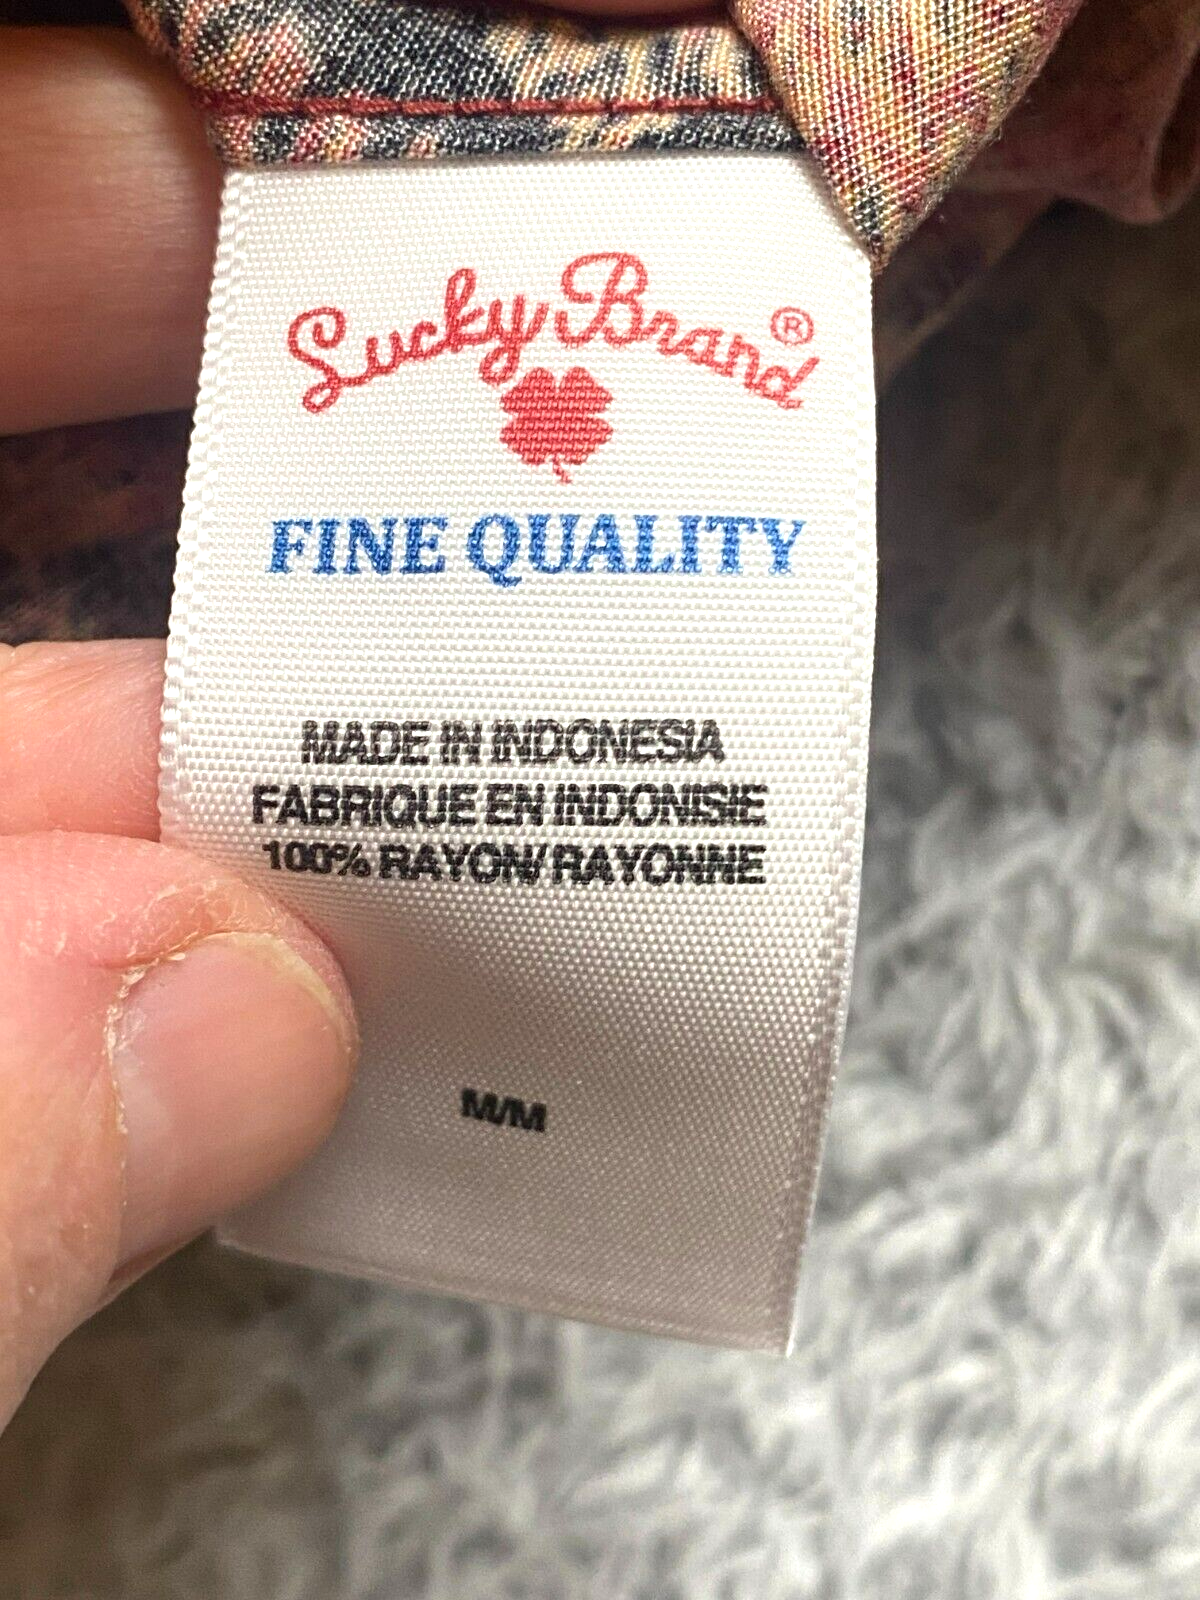 Lucky Brand®
FINE QUALITY
MADE IN INDONESIA
FABRIQUE EN INDONISIE
100% RAYON/RAYONNE
M/M